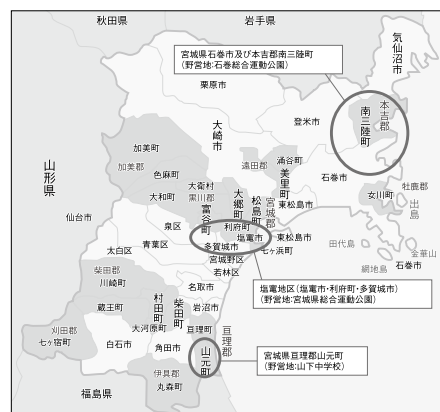 秋田県
岩手県
宮城県石巻市及び本吉郡南三陸町
(野営地:石巻総合運動公園)
気仙沼市
栗原市
本吉郡
南三陸町
登米市
大崎市
加美町
加美郡
色麻町
遠田郡
涌谷町
美里町
石巻市
山形県
大衡村
黒川郡
大和町
大郷町
松島町
宮城郡
東松島市
女川町
牡鹿郡
出島
富谷町
仙台市
泉区
利府町
塩竈市
東松島市
田代島
金華山
青葉区
多賀城市
七ヶ浜町
太白区
宮城野区
網地島
石巻市
若林区
柴田郡
川崎町
名取市
塩竈地区(塩竈市・利府町・多賀城市)
(野営地:宮城県総合運動公園)
蔵王町
村田町
柴田町
岩沼市
刈田郡
七ヶ宿町
大河原町
亘理町
亘理郡
白石市
角田市
山元町
宮城県亘理郡山元町
(野営地:山下中学校)
伊具郡
丸森町
福島県